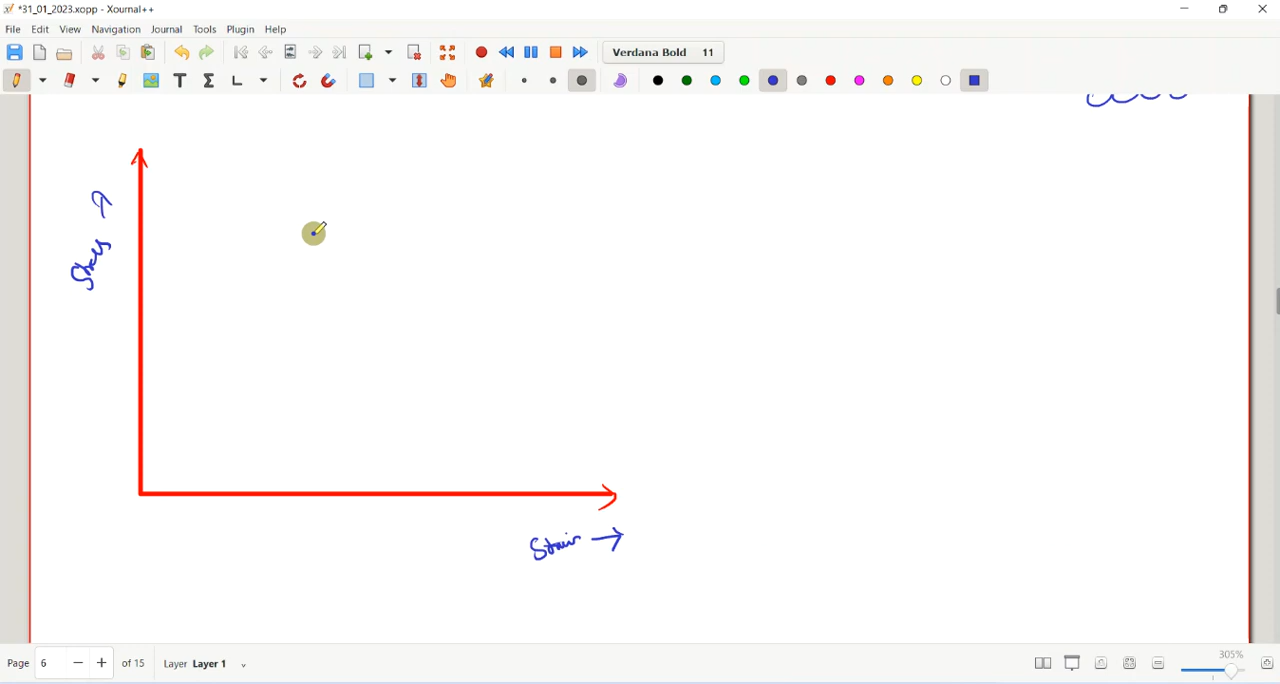 *31_01_2023.xopp - Xournal++
File Edit View Navigation Journal Tools Plugin Help
Verdana Bold 11
Stress →
Strain →
Page 6 of 15 Layer Layer 1
305%